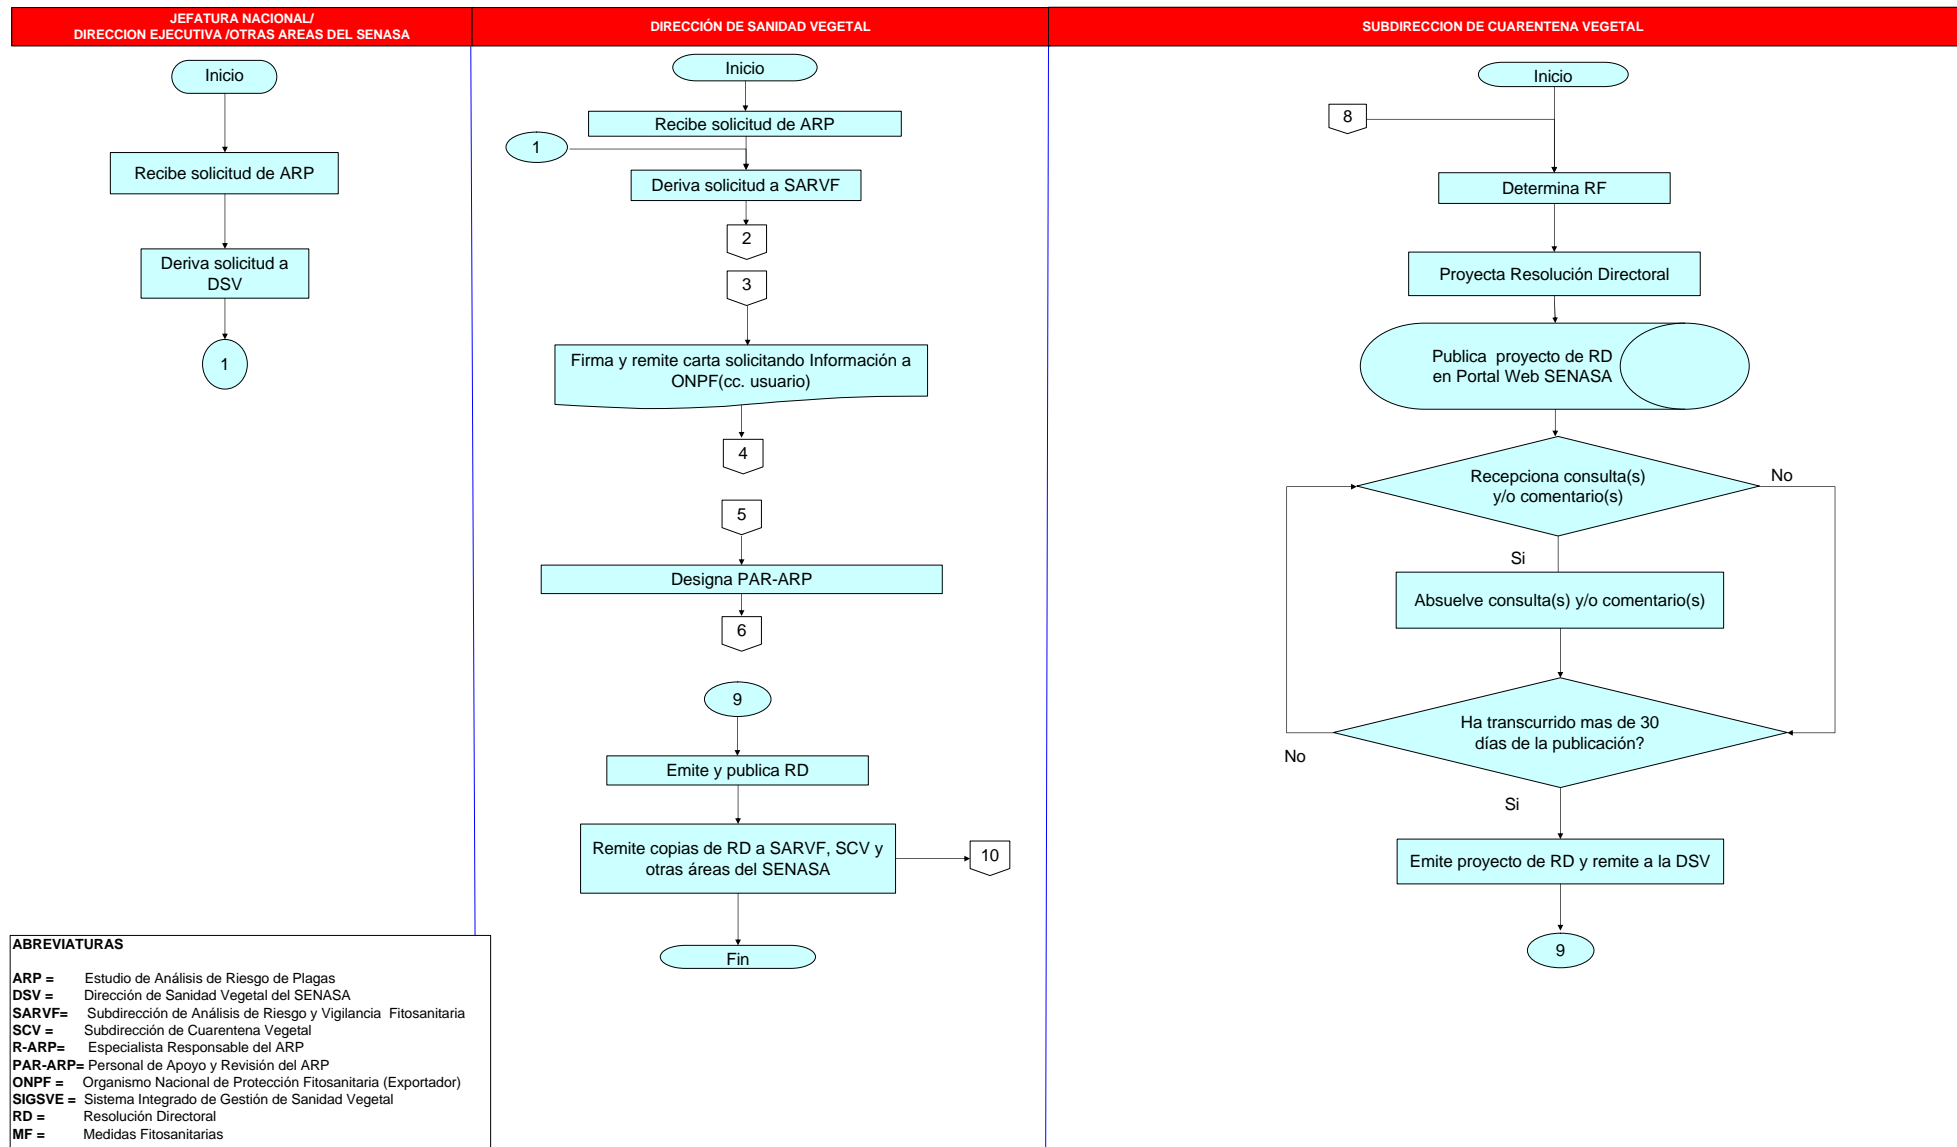 JEFATURA NACIONAL/
DIRECCION EJECUTIVA /OTRAS AREAS DEL SENASA
Inicio
Recibe solicitud de ARP
Deriva solicitud a
DSV
1
DIRECCIÓN DE SANIDAD VEGETAL
Inicio
Recibe solicitud de ARP
1
Deriva solicitud a SARVF
2
3
Firma y remite carta solicitando Información a
ONPF(cc. usuario)
4
5
Designa PAR-ARP
6
9
Emite y publica RD
Remite copias de RD a SARVF, SCV y
otras áreas del SENASA
10
Fin
SUBDIRECCION DE CUARENTENA VEGETAL
Inicio
8
Determina RF
Proyecta Resolución Directoral
Publica proyecto de RD
en Portal Web SENASA
Recepciona consulta(s)
y/o comentario(s)
No
Si
Absuelve consulta(s) y/o comentario(s)
Ha transcurrido mas de 30
días de la publicación?
No
Si
Emite proyecto de RD y remite a la DSV
9
ABREVIATURAS
ARP = Estudio de Análisis de Riesgo de Plagas
DSV = Dirección de Sanidad Vegetal del SENASA
SARVF= Subdirección de Análisis de Riesgo y Vigilancia Fitosanitaria
SCV = Subdirección de Cuarentena Vegetal
R-ARP= Especialista Responsable del ARP
PAR-ARP= Personal de Apoyo y Revisión del ARP
ONPF = Organismo Nacional de Protección Fitosanitaria (Exportador)
SIGSVE = Sistema Integrado de Gestión de Sanidad Vegetal
RD = Resolución Directoral
MF = Medidas Fitosanitarias